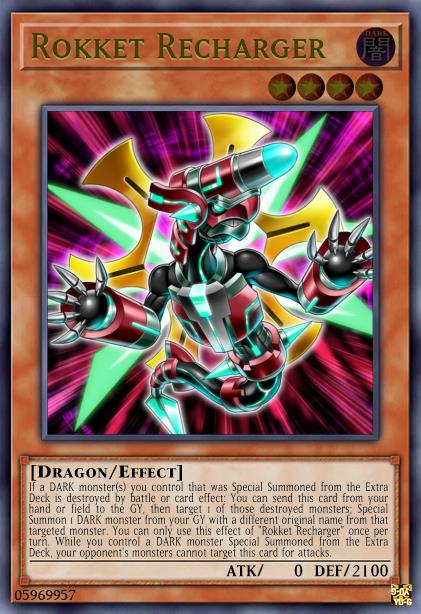 Rokket Recharger
DARK
闇
[Dragon/Effect]
If a DARK monster(s) you control that was Special Summoned from the Extra
Deck is destroyed by battle or card effect: You can send this card from your
hand or field to the GY, then target 1 of those destroyed monsters; Special
Summon 1 DARK monster from your GY with a different original name from that
targeted monster. You can only use this effect of "Rokket Recharger" once per
turn. While you control a DARK monster Special Summoned from the Extra
Deck, your opponent's monsters cannot target this card for attacks.
ATK/ 0 DEF/2100
05969957